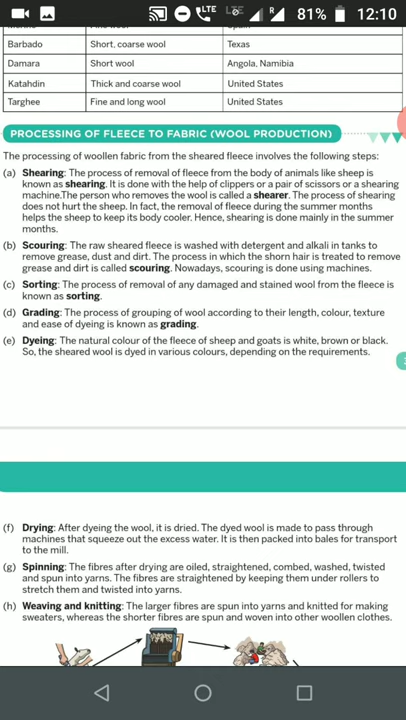 LTE LTE R 81% 12:10
Barbado Short, coarse wool Texas
Damara Short wool Angola, Namibia
Katahdin Thick and coarse wool United States
Targhee Fine and long wool United States
PROCESSING OF FLEECE TO FABRIC (WOOL PRODUCTION)
The processing of woollen fabric from the sheared fleece involves the following steps:
(a) Shearing: The process of removal of fleece from the body of animals like sheep is
known as shearing. It is done with the help of clippers or a pair of scissors or a shearing
machine.The person who removes the wool is called a shearer. The process of shearing
does not hurt the sheep. In fact, the removal of fleece during the summer months
helps the sheep to keep its body cooler. Hence, shearing is done mainly in the summer
months.
(b) Scouring: The raw sheared fleece is washed with detergent and alkali in tanks to
remove grease, dust and dirt. The process in which the shorn hair is treated to remove
grease and dirt is called scouring. Nowadays, scouring is done using machines.
(c) Sorting: The process of removal of any damaged and stained wool from the fleece is
known as sorting.
(d) Grading: The process of grouping of wool according to their length, colour, texture
and ease of dyeing is known as grading.
(e) Dyeing: The natural colour of the fleece of sheep and goats is white, brown or black.
So, the sheared wool is dyed in various colours, depending on the requirements.
(f) Drying: After dyeing the wool, it is dried. The dyed wool is made to pass through
machines that squeeze out the excess water. It is then packed into bales for transport
to the mill.
(g) Spinning: The fibres after drying are oiled, straightened, combed, washed, twisted
and spun into yarns. The fibres are straightened by keeping them under rollers to
stretch them and twisted into yarns.
(h) Weaving and knitting: The larger fibres are spun into yarns and knitted for making
sweaters, whereas the shorter fibres are spun and woven into other woollen clothes.